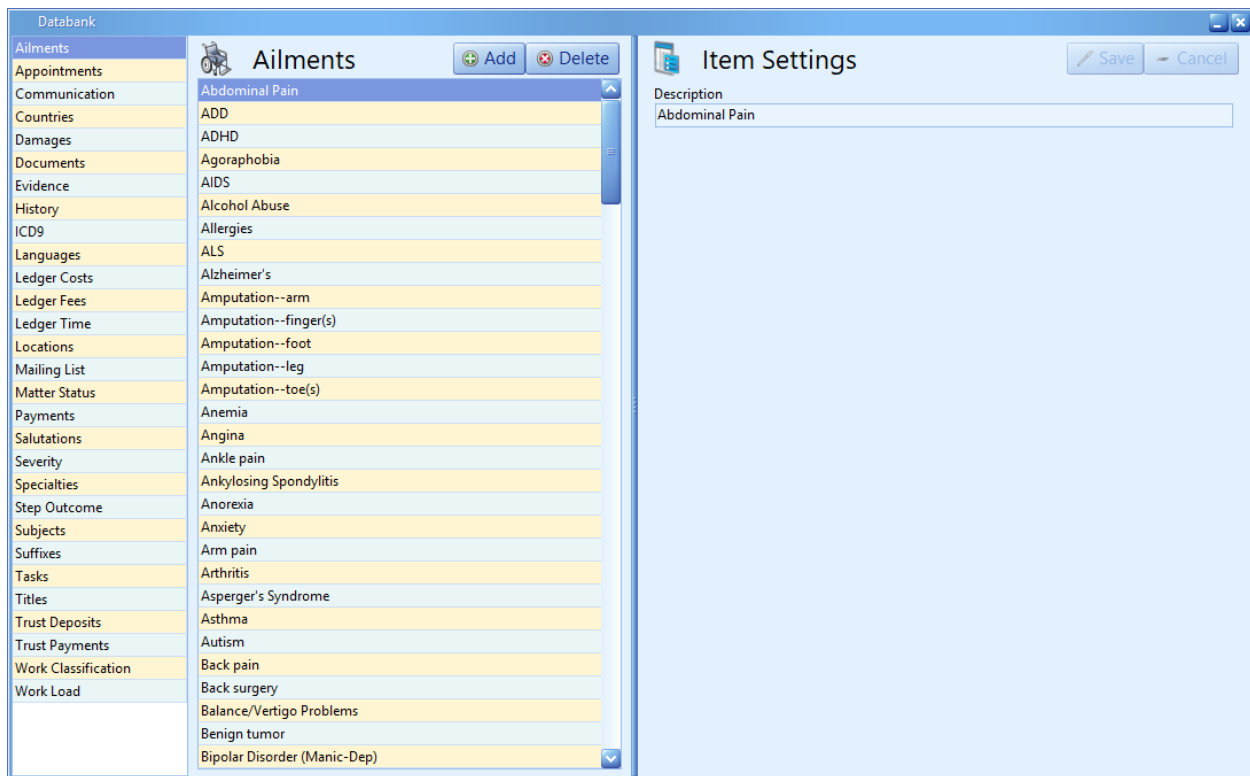 Databank
Ailments
Appointments
Communication
Countries
Damages
Documents
Evidence
History
ICD9
Languages
Ledger Costs
Ledger Fees
Ledger Time
Locations
Mailing List
Matter Status
Payments
Salutations
Severity
Specialties
Step Outcome
Subjects
Suffixes
Tasks
Titles
Trust Deposits
Trust Payments
Work Classification
Work Load
Ailments Add Delete
Abdominal Pain
ADD
ADHD
Agoraphobia
AIDS
Alcohol Abuse
Allergies
ALS
Alzheimer's
Amputation--arm
Amputation--finger(s)
Amputation--foot
Amputation--leg
Amputation--toe(s)
Anemia
Angina
Ankle pain
Ankylosing Spondylitis
Anorexia
Anxiety
Arm pain
Arthritis
Asperger's Syndrome
Asthma
Autism
Back pain
Back surgery
Balance/Vertigo Problems
Benign tumor
Bipolar Disorder (Manic-Dep)
Item Settings Save Cancel
Description
Abdominal Pain